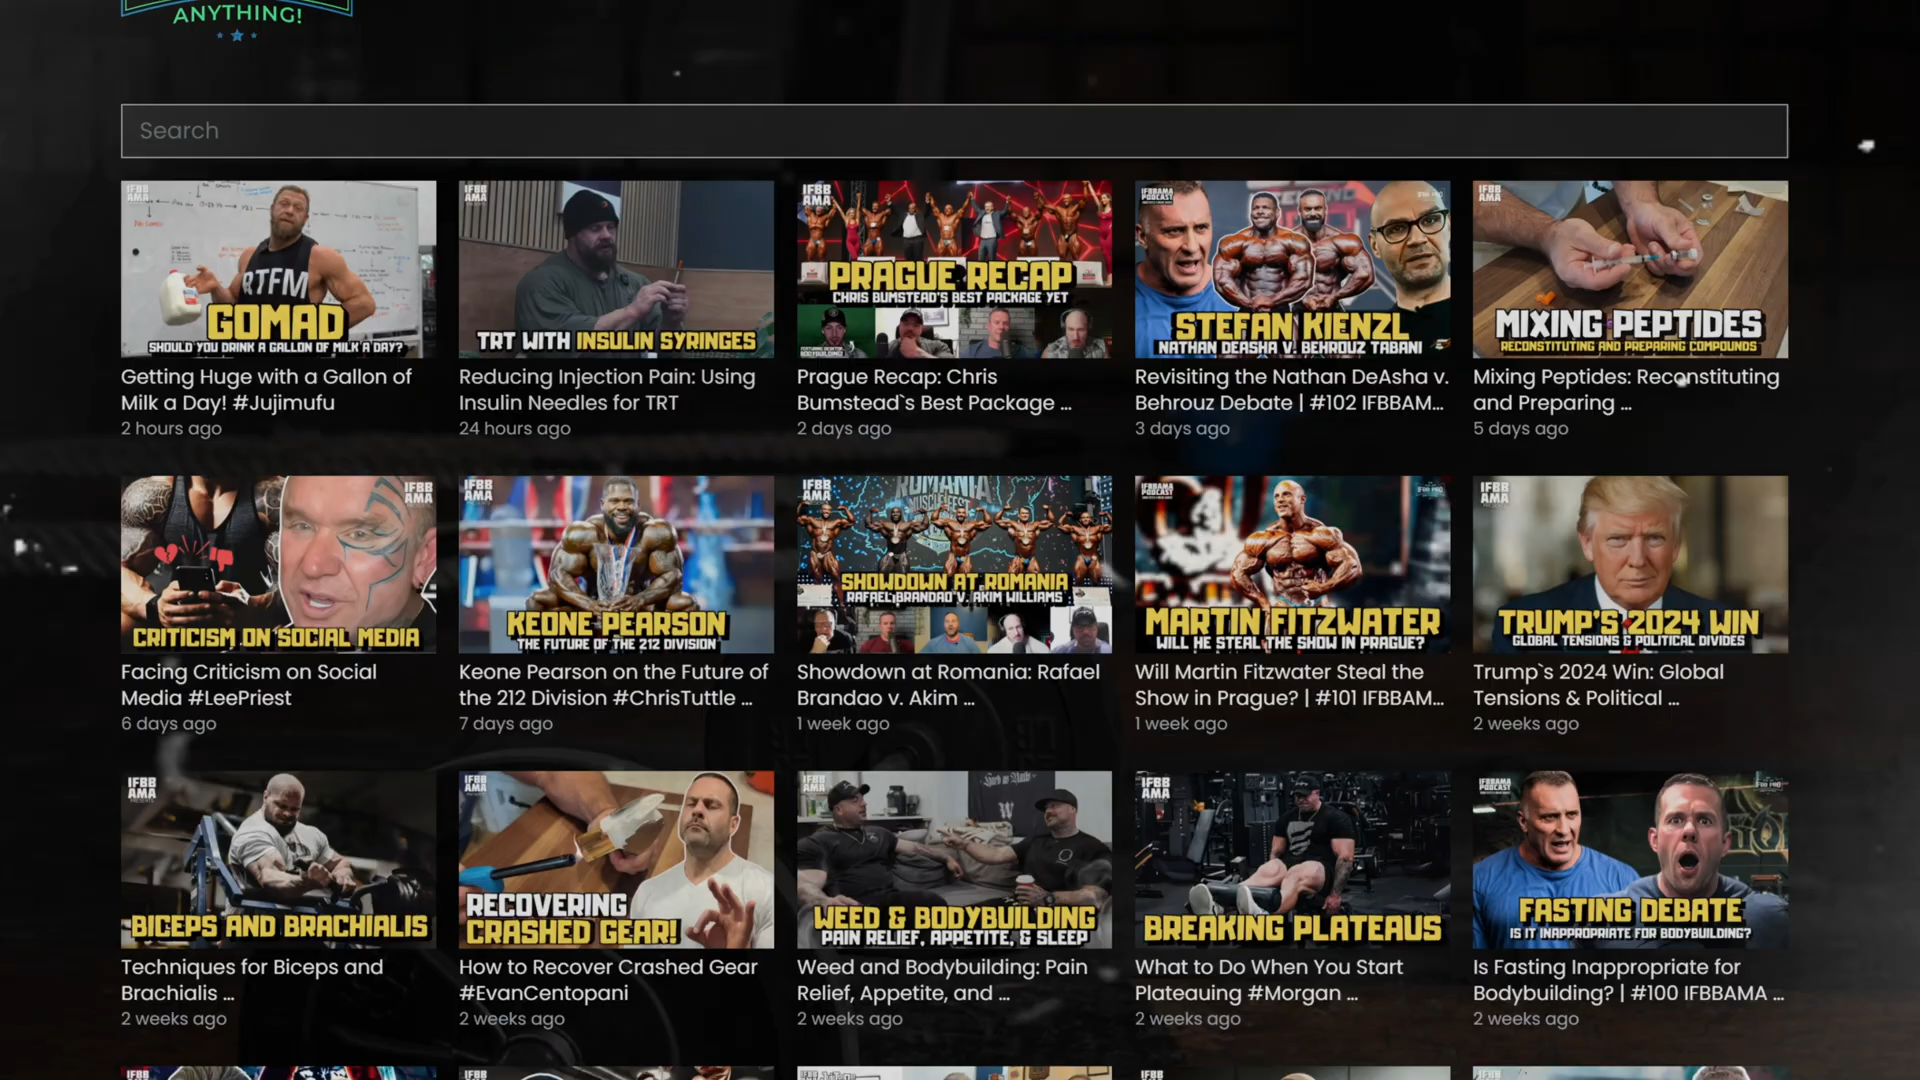 ANYTHING!
Search
IFBB
AMA
RTFM
GOMAD
SHOULD YOU DRINK A GALLON OF MILK A DAY?
IFBB
AMA
TRT WITH INSULIN SYRINGES
IFBB
AMA
PRAGUE RECAP
CHRIS BUMSTEAD'S BEST PACKAGE YET
IFBBAMA
PODCAST
STEFAN KIENZL
NATHAN DEASHA V. BEHROUZ TABANI
IFBB
AMA
MIXING PEPTIDES
RECONSTITUTING AND PREPARING COMPOUNDS
Getting Huge with a Gallon of
Milk a Day! #Jujimufu
2 hours ago
Reducing Injection Pain: Using
Insulin Needles for TRT
24 hours ago
Prague Recap: Chris
Bumstead`s Best Package ...
2 days ago
Revisiting the Nathan DeAsha v.
Behrouz Debate | #102 IFBBAM...
3 days ago
Mixing Peptides: Reconstituting
and Preparing ...
5 days ago
IFBB
AMA
CRITICISM ON SOCIAL MEDIA
IFBB
AMA
KEONE PEARSON
THE FUTURE OF THE 212 DIVISION
IFBB
AMA
ROMANIA
MUSCLE FEST
SHOWDOWN AT ROMANIA
RAFAEL BRANDAO V. AKIM WILLIAMS
IFBBAMA
PODCAST
MARTIN FITZWATER
WILL HE STEAL THE SHOW IN PRAGUE?
IFBB
AMA
TRUMP'S 2024 WIN
GLOBAL TENSIONS & POLITICAL DIVIDES
Facing Criticism on Social
Media #LeePriest
6 days ago
Keone Pearson on the Future of
the 212 Division #ChrisTuttle ...
7 days ago
Showdown at Romania: Rafael
Brandao v. Akim ...
1 week ago
Will Martin Fitzwater Steal the
Show in Prague? | #101 IFBBAM...
1 week ago
Trump`s 2024 Win: Global
Tensions & Political ...
2 weeks ago
IFBB
AMA
BICEPS AND BRACHIALIS
IFBB
AMA
RECOVERING
CRASHED GEAR!
IFBB
AMA
WEED & BODYBUILDING
PAIN RELIEF, APPETITE, & SLEEP
IFBB
AMA
BREAKING PLATEAUS
IFBBAMA
PODCAST
FASTING DEBATE
IS IT INAPPROPRIATE FOR BODYBUILDING?
Techniques for Biceps and
Brachialis ...
2 weeks ago
How to Recover Crashed Gear
#EvanCentopani
2 weeks ago
Weed and Bodybuilding: Pain
Relief, Appetite, and ...
2 weeks ago
What to Do When You Start
Plateauing #Morgan ...
2 weeks ago
Is Fasting Inappropriate for
Bodybuilding? | #100 IFBBAMA ...
2 weeks ago
IFBB
IFBB
IFBB
IFBB